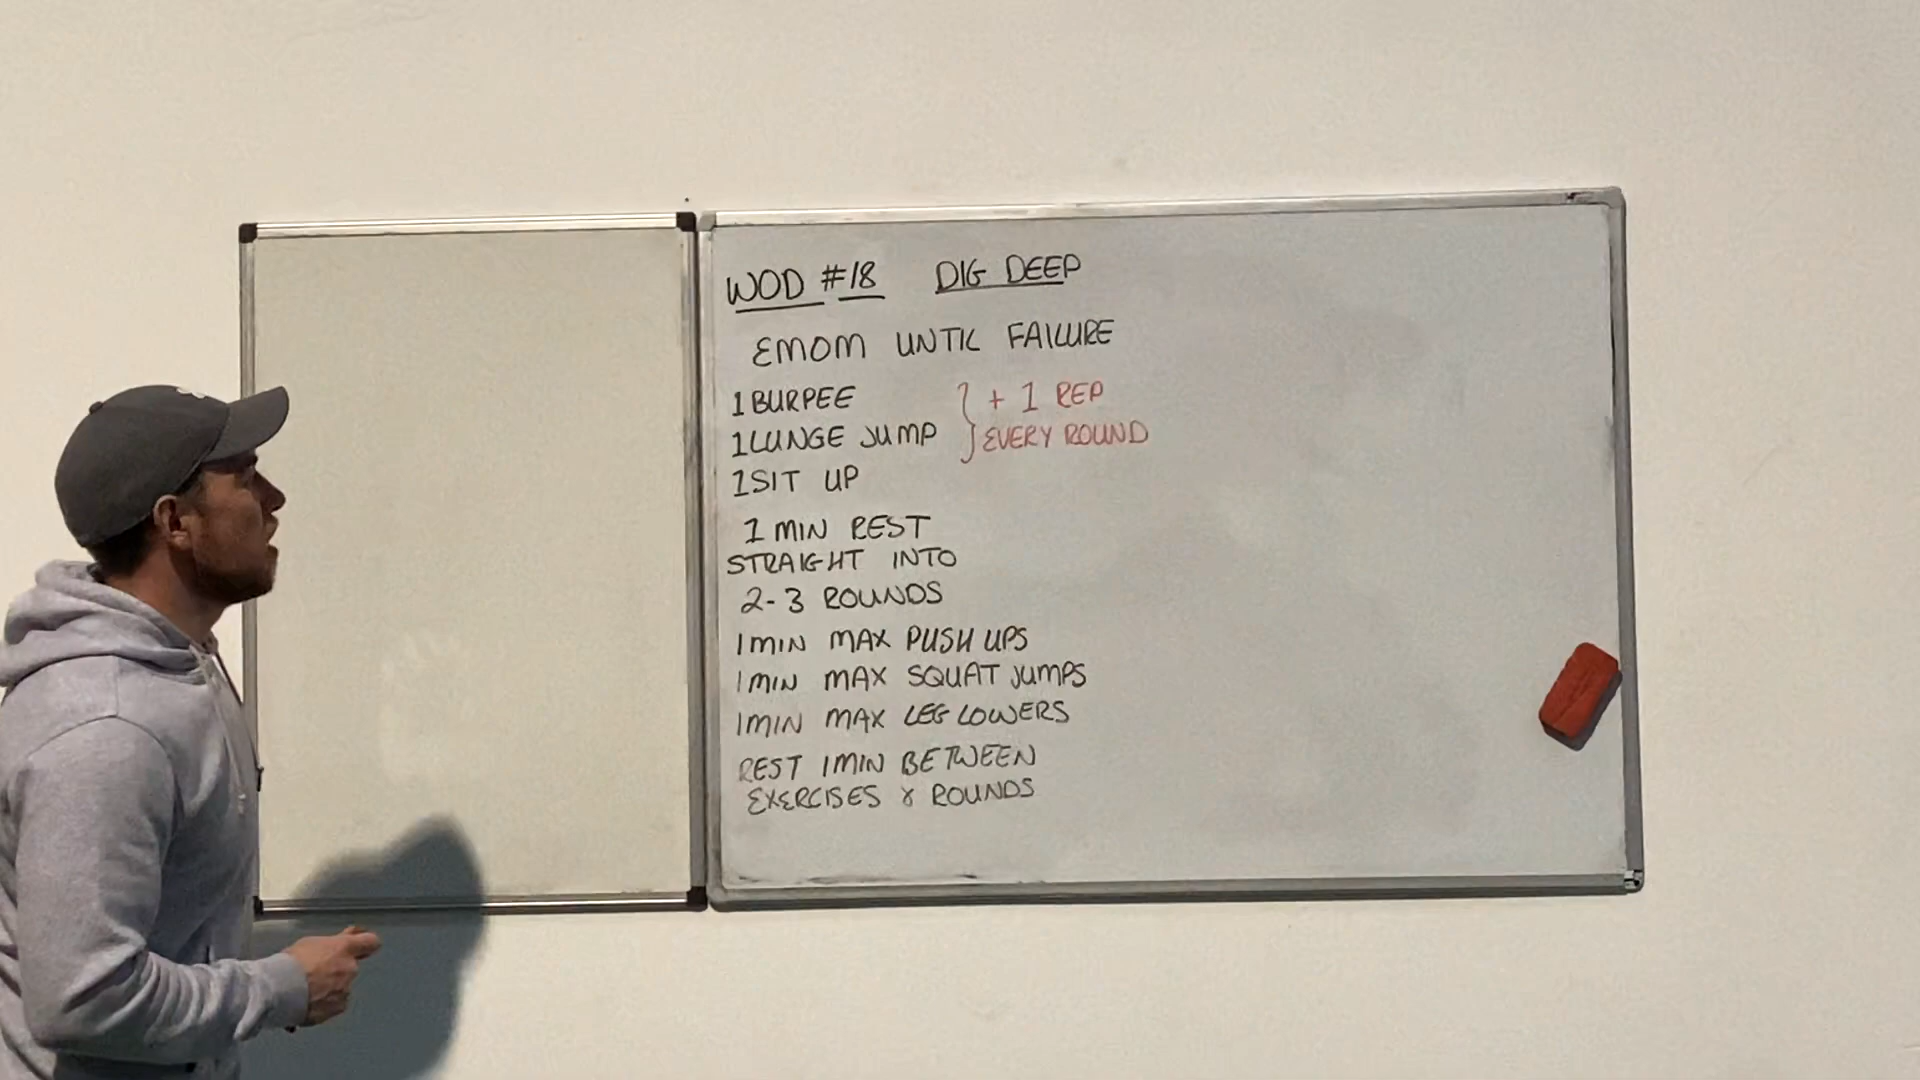 WOD #18 DIG DEEP
EMOM UNTIL FAILURE
1 BURPEE
1 LUNGE JUMP
1 SIT UP
+ 1 REP
EVERY ROUND
1 MIN REST
STRAIGHT INTO
2-3 ROUNDS
1 MIN MAX PUSH UPS
1 MIN MAX SQUAT JUMPS
1 MIN MAX LEG LOWERS
REST 1 MIN BETWEEN
EXERCISES & ROUNDS